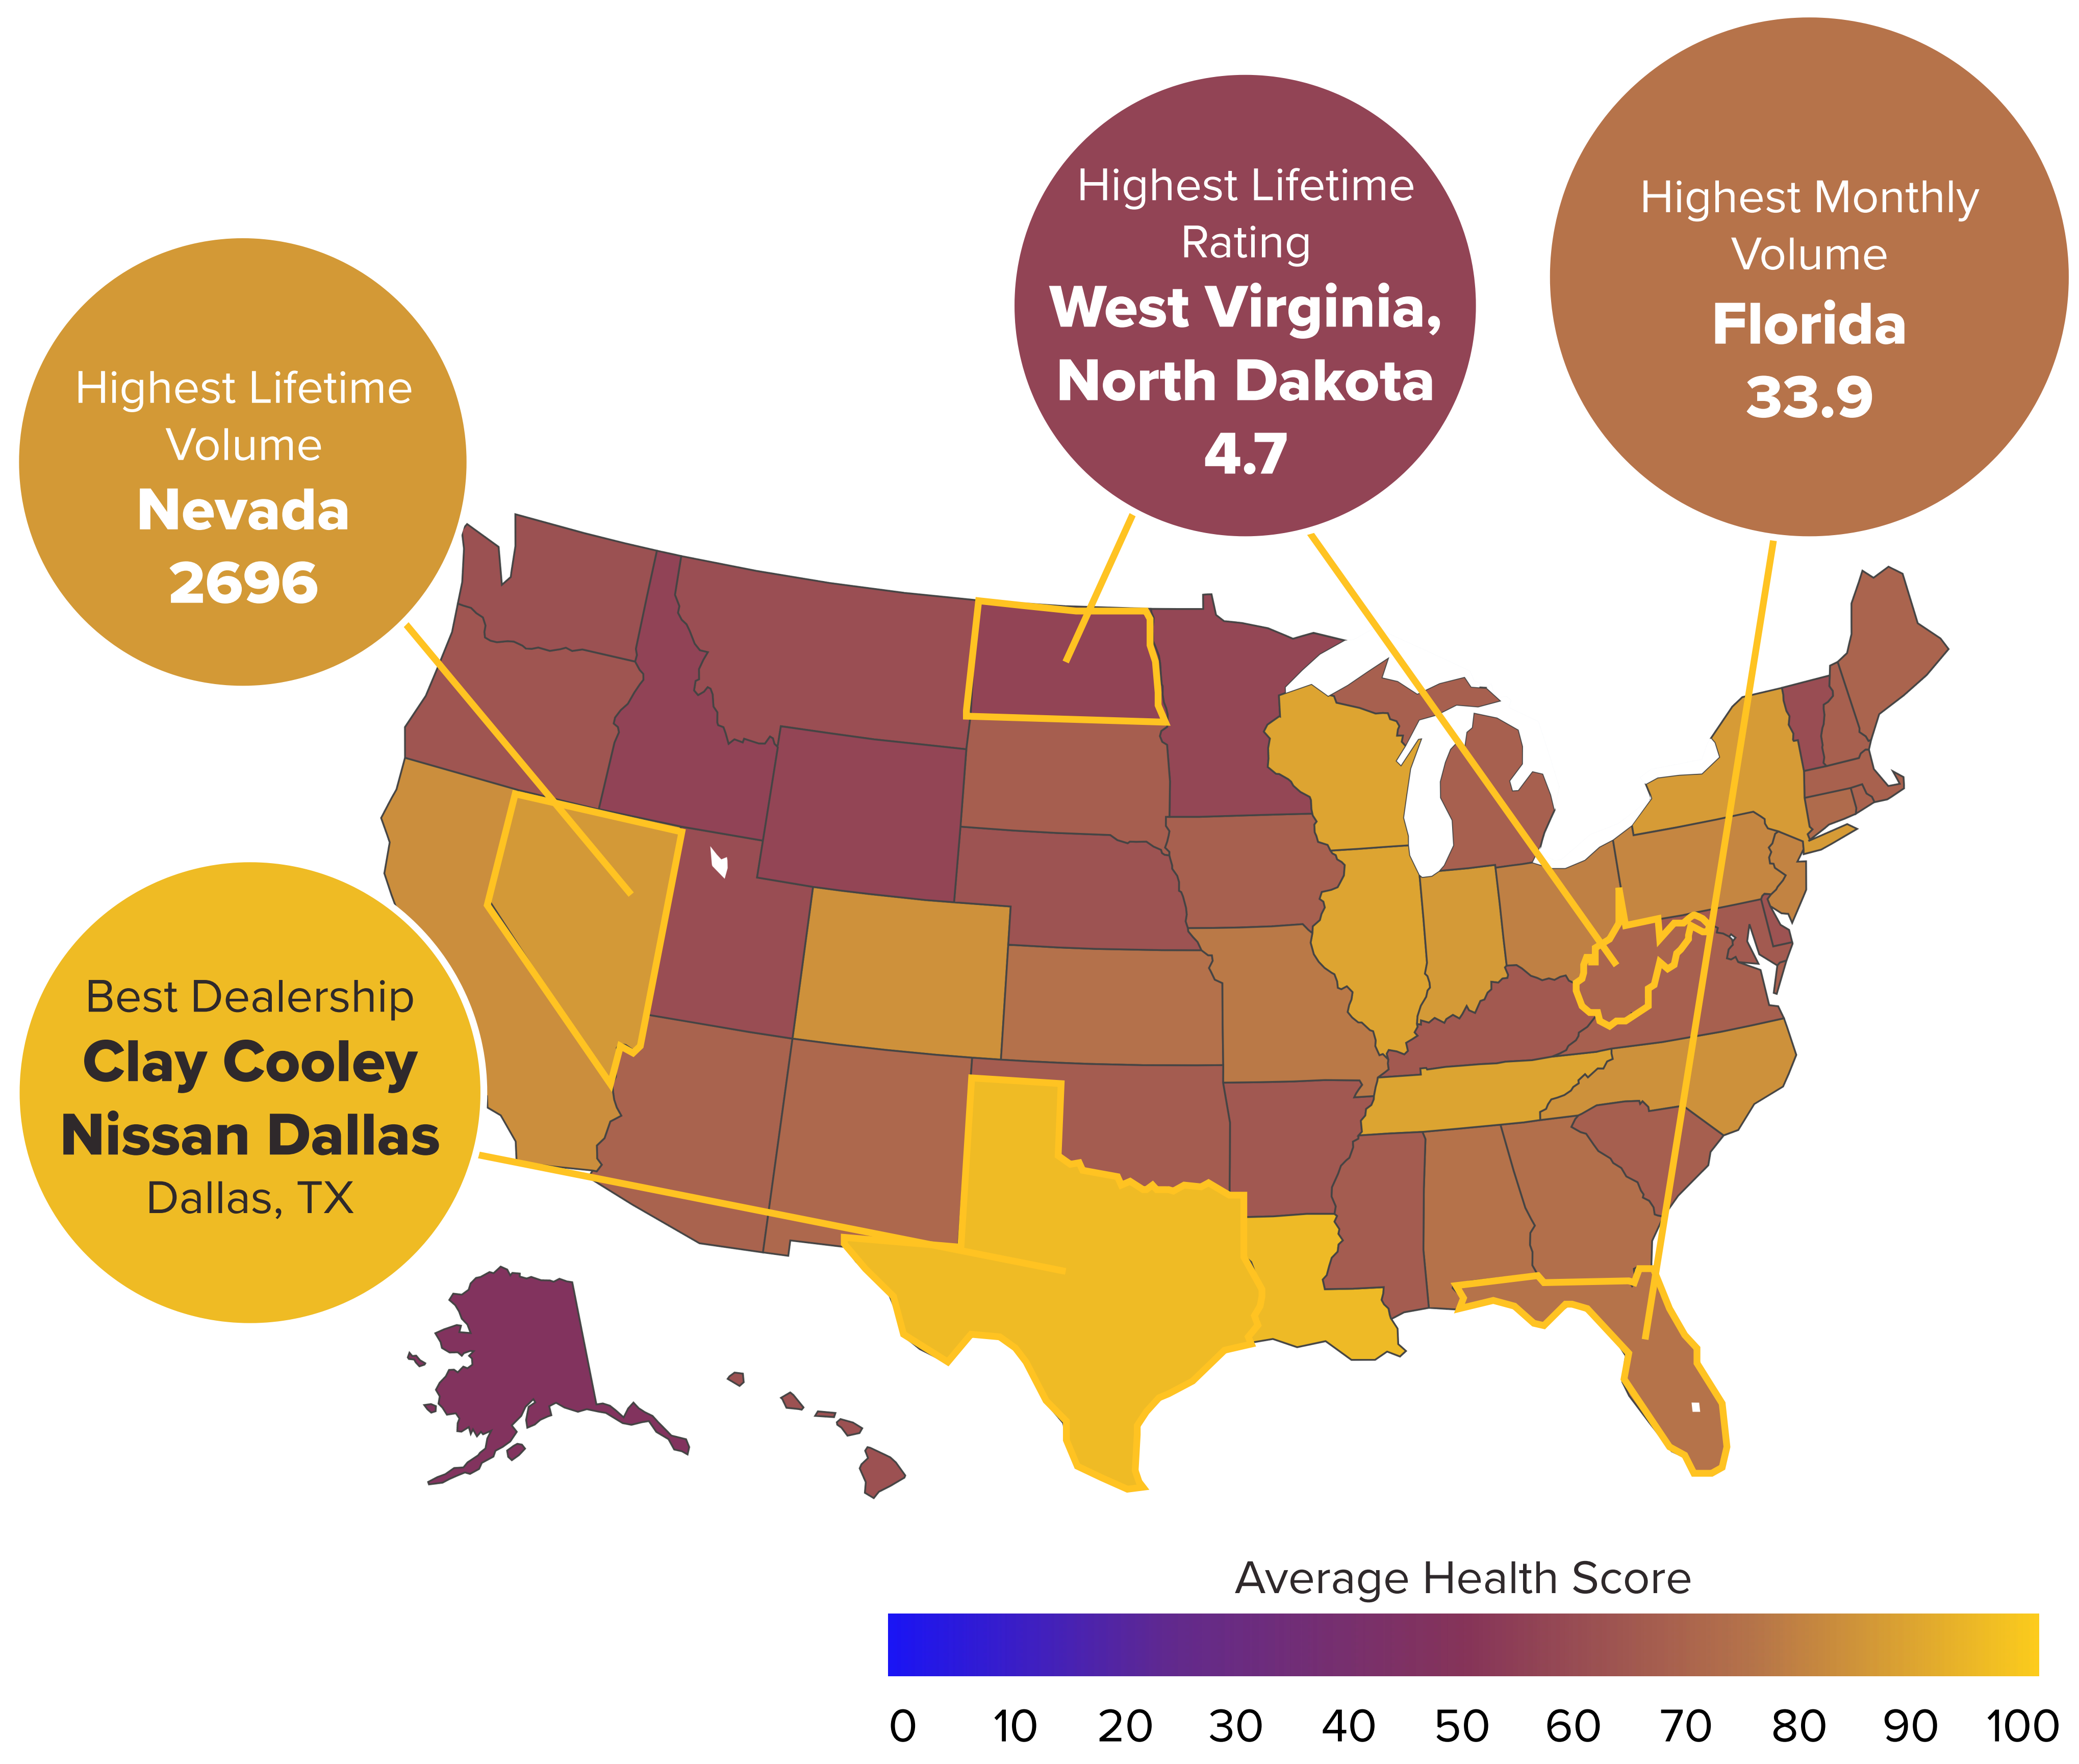 Highest Lifetime
Rating
West Virginia,
North Dakota
4.7
Highest Monthly
Volume
Florida
33.9
Highest Lifetime
Volume
Nevada
2696
Best Dealership
Clay Cooley
Nissan Dallas
Dallas, TX
Average Health Score
0 10 20 30 40 50 60 70 80 90 100